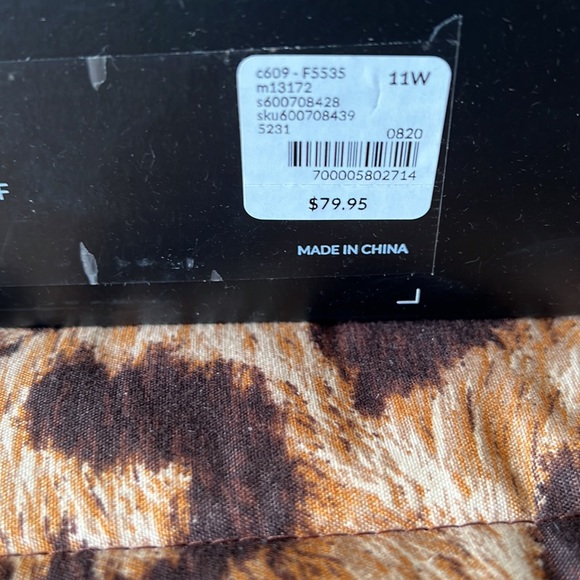 c609 - F5535 11W
m13172
s600708428
sku600708439
5231 0820
700005802714
$79.95
MADE IN CHINA
F